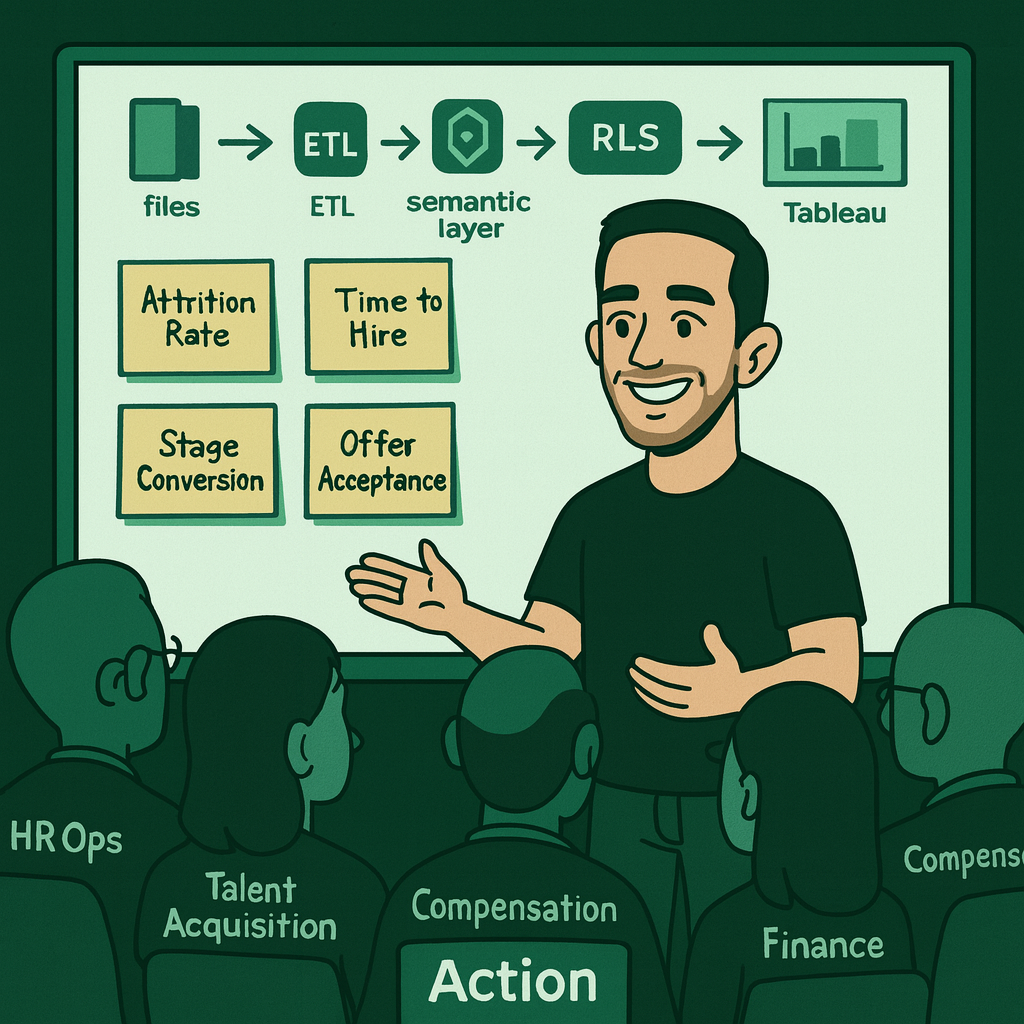 ETL
RLS
files
ETL
semantic
layer
Tableau
Attrition
Rate
Time to
Hire
Stage
Conversion
Offer
Acceptance
HR Ops
Talent
Acquisition
Compensation
Finance
Compens
Action